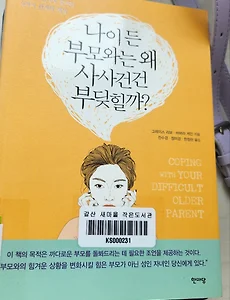 나이든
부모와는 왜
사사건건
부딪힐까?
COPING
WITH YOUR
DIFFICULT
OLDER
PARENT
갈산 새마을 작은도서관
KS000231
이 책의 목적은 까다로운 부모를 돌봐드리는 데 필요한 조언을 제공하는 것이다.
부모와의 힘겨운 상황을 변화시킬 힘은 부모가 아닌 성인 자녀인 당신에게 있다."